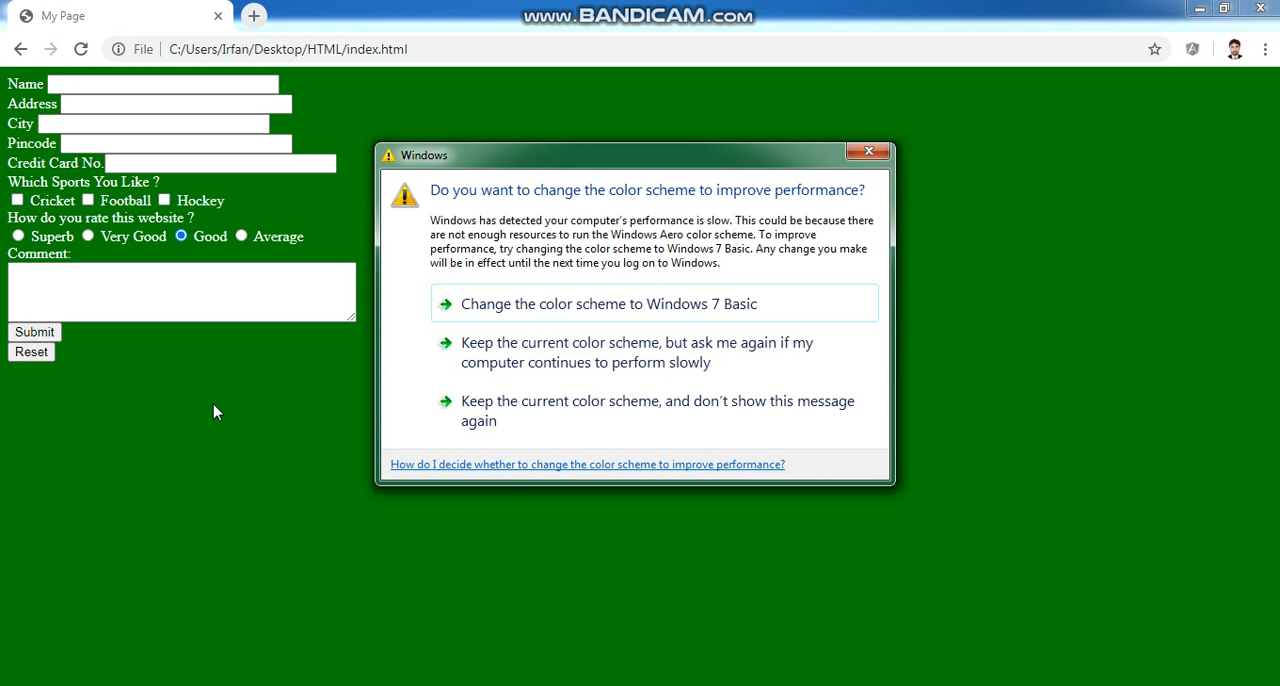 My Page
www.BANDICAM.com
File
C:/Users/Irfan/Desktop/HTML/index.html
Name
Address
City
Pincode
Credit Card No.
Which Sports You Like ?
Cricket Football Hockey
How do you rate this website ?
Superb Very Good Good Average
Comment:
Submit
Reset
Windows
Do you want to change the color scheme to improve performance?
Windows has detected your computer's performance is slow. This could be because there
are not enough resources to run the Windows Aero color scheme. To improve
performance, try changing the color scheme to Windows 7 Basic. Any change you make
will be in effect until the next time you log on to Windows.
Change the color scheme to Windows 7 Basic
Keep the current color scheme, but ask me again if my
computer continues to perform slowly
Keep the current color scheme, and don't show this message
again
How do I decide whether to change the color scheme to improve performance?